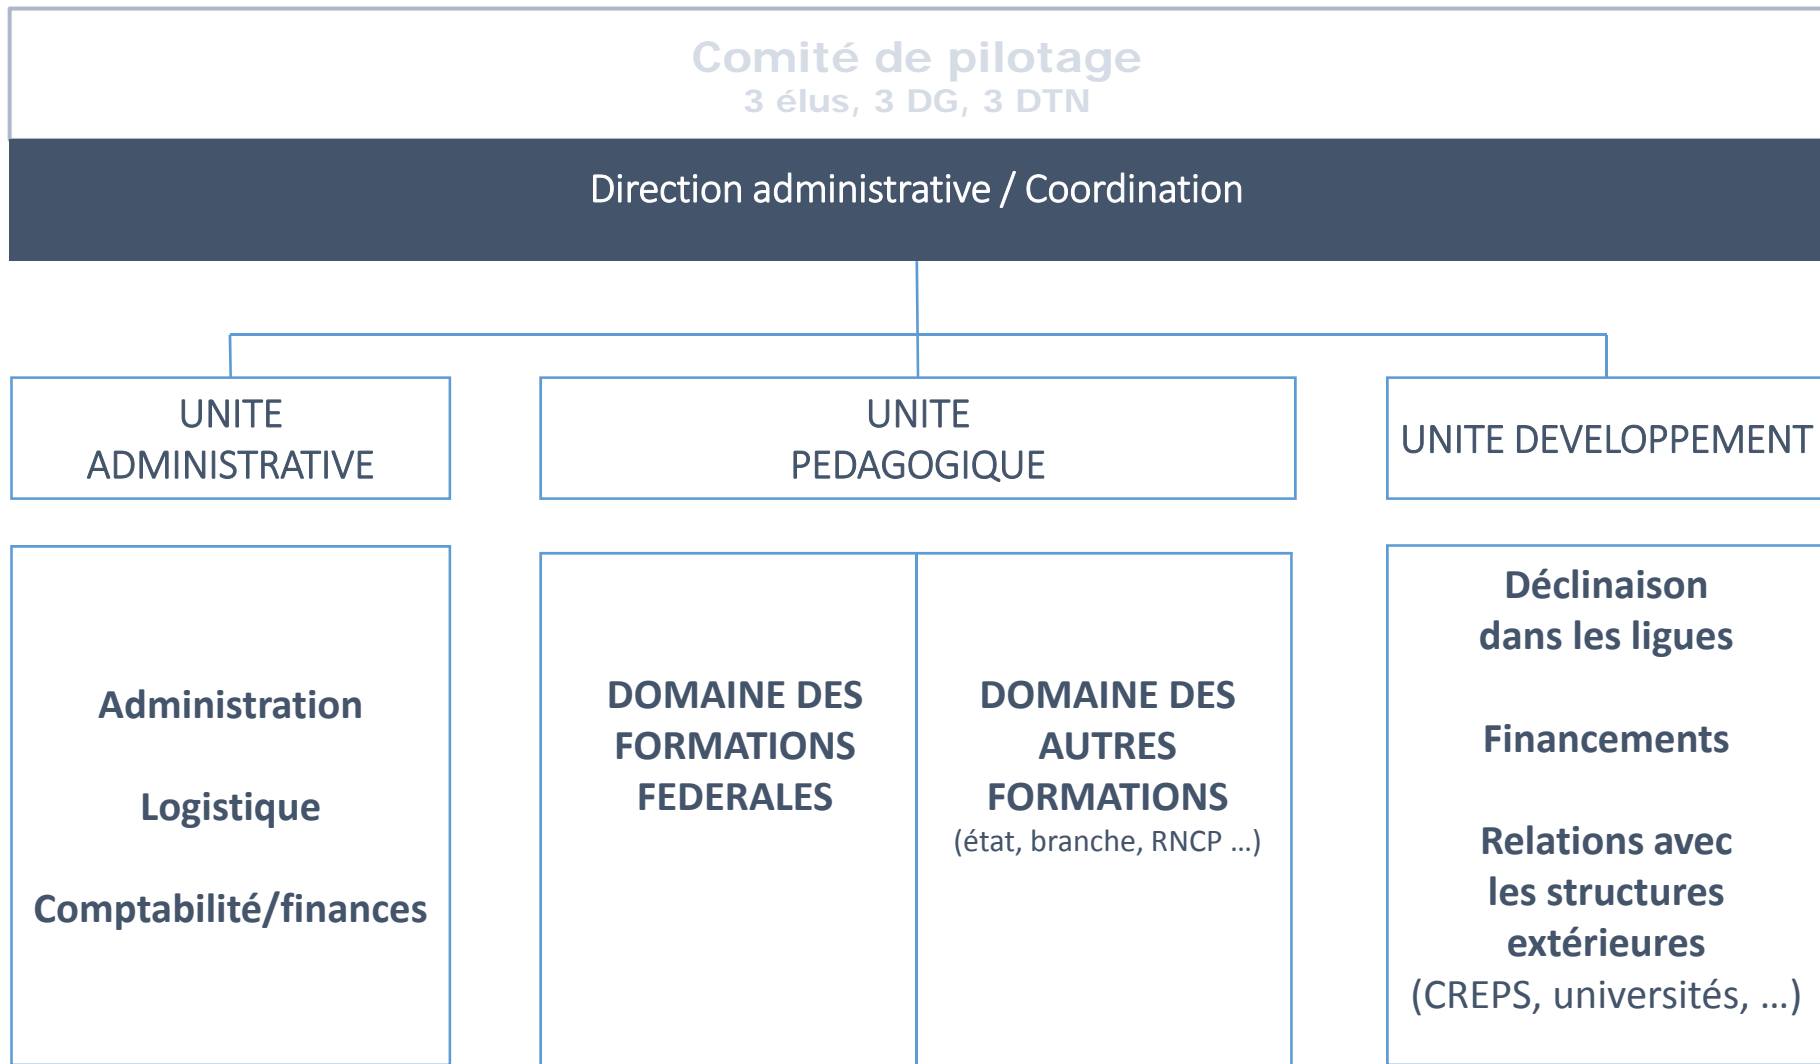 Comité de pilotage
3 élus, 3 DG, 3 DTN
Direction administrative / Coordination
UNITE
ADMINISTRATIVE
UNITE
PEDAGOGIQUE
UNITE DEVELOPPEMENT
Administration
Logistique
Comptabilité/finances
DOMAINE DES
FORMATIONS
FEDERALES
DOMAINE DES
AUTRES
FORMATIONS
(état, branche, RNCP ...)
Déclinaison
dans les ligues
Financements
Relations avec
les structures
extérieures
(CREPS, universités, ...)